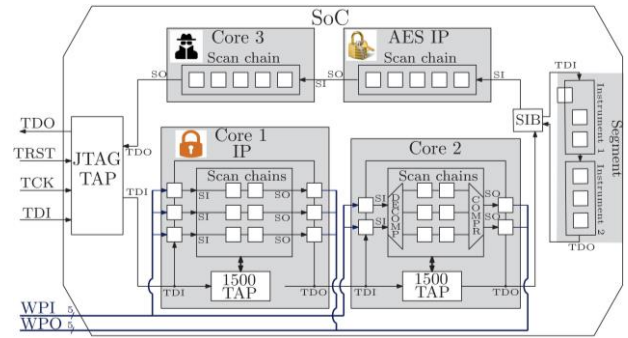 SoC
Core 3
Scan chain
SO
SI
AES IP
Scan chain
SO
SI
TDI
SIB
Instrument 1
Instrument 2
Segment
TDO
TDO
TRST
TCK
TDI
JTAG
TAP
TDO
TDI
Core 1
IP
Scan chains
SI
SO
SI
SO
SI
SO
1500
TAP
TDI
TDO
Core 2
Scan chains
SI
SI
DECOMP
COMPR
SO
SO
1500
TAP
TDI
TDO
WPI 5
WPO 5